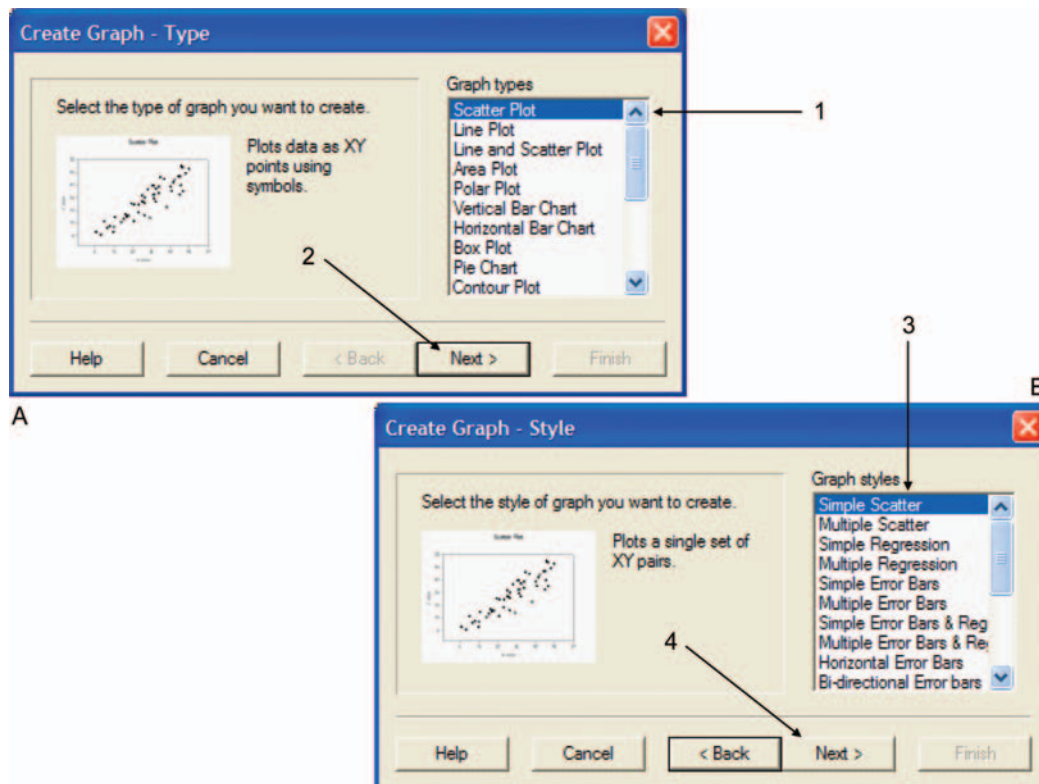 Create Graph - Type
Select the type of graph you want to create.
Scatter Plot
Plots data as XY
points using
symbols.
Graph types
Scatter Plot
Line Plot
Line and Scatter Plot
Area Plot
Polar Plot
Vertical Bar Chart
Horizontal Bar Chart
Box Plot
Pie Chart
Contour Plot
1
2
Help
Cancel
< Back
Next >
Finish
A
3
B
Create Graph - Style
Select the style of graph you want to create.
Scatter Plot
Plots a single set of
XY pairs.
Graph styles
Simple Scatter
Multiple Scatter
Simple Regression
Multiple Regression
Simple Error Bars
Multiple Error Bars
Simple Error Bars & Reg
Multiple Error Bars & Re
Horizontal Error Bars
Bi-directional Error bars
4
Help
Cancel
< Back
Next >
Finish